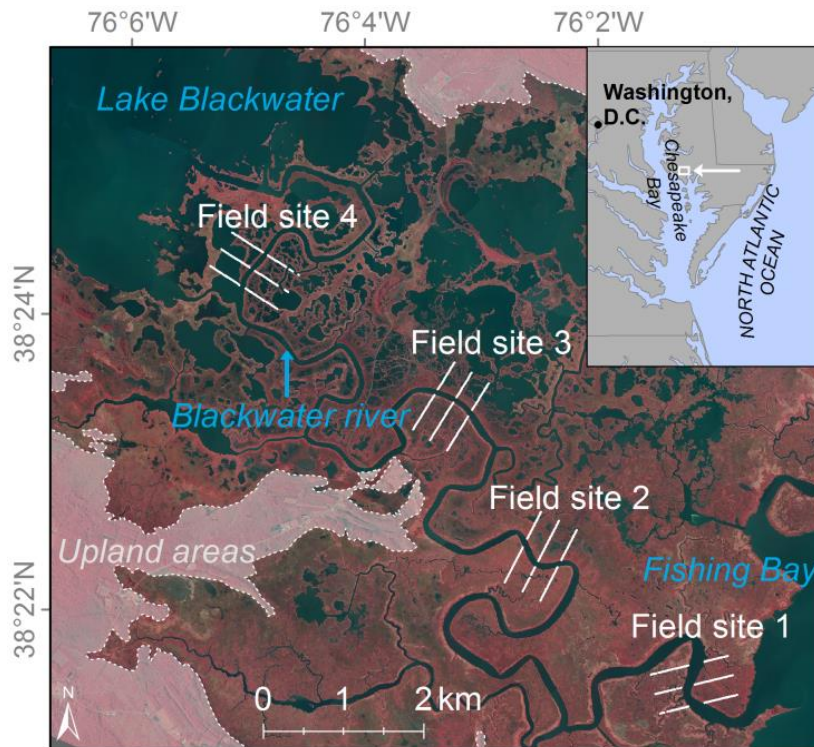 76°6'W 76°4'W 76°2'W
Lake Blackwater
Washington,
D.C.
Chesapeake
Bay
NORTH ATLANTIC
OCEAN
Field site 4
38°24'N
Field site 3
Blackwater river
Field site 2
Upland areas
Fishing Bay
38°22'N
Field site 1
N
0 1 2 km